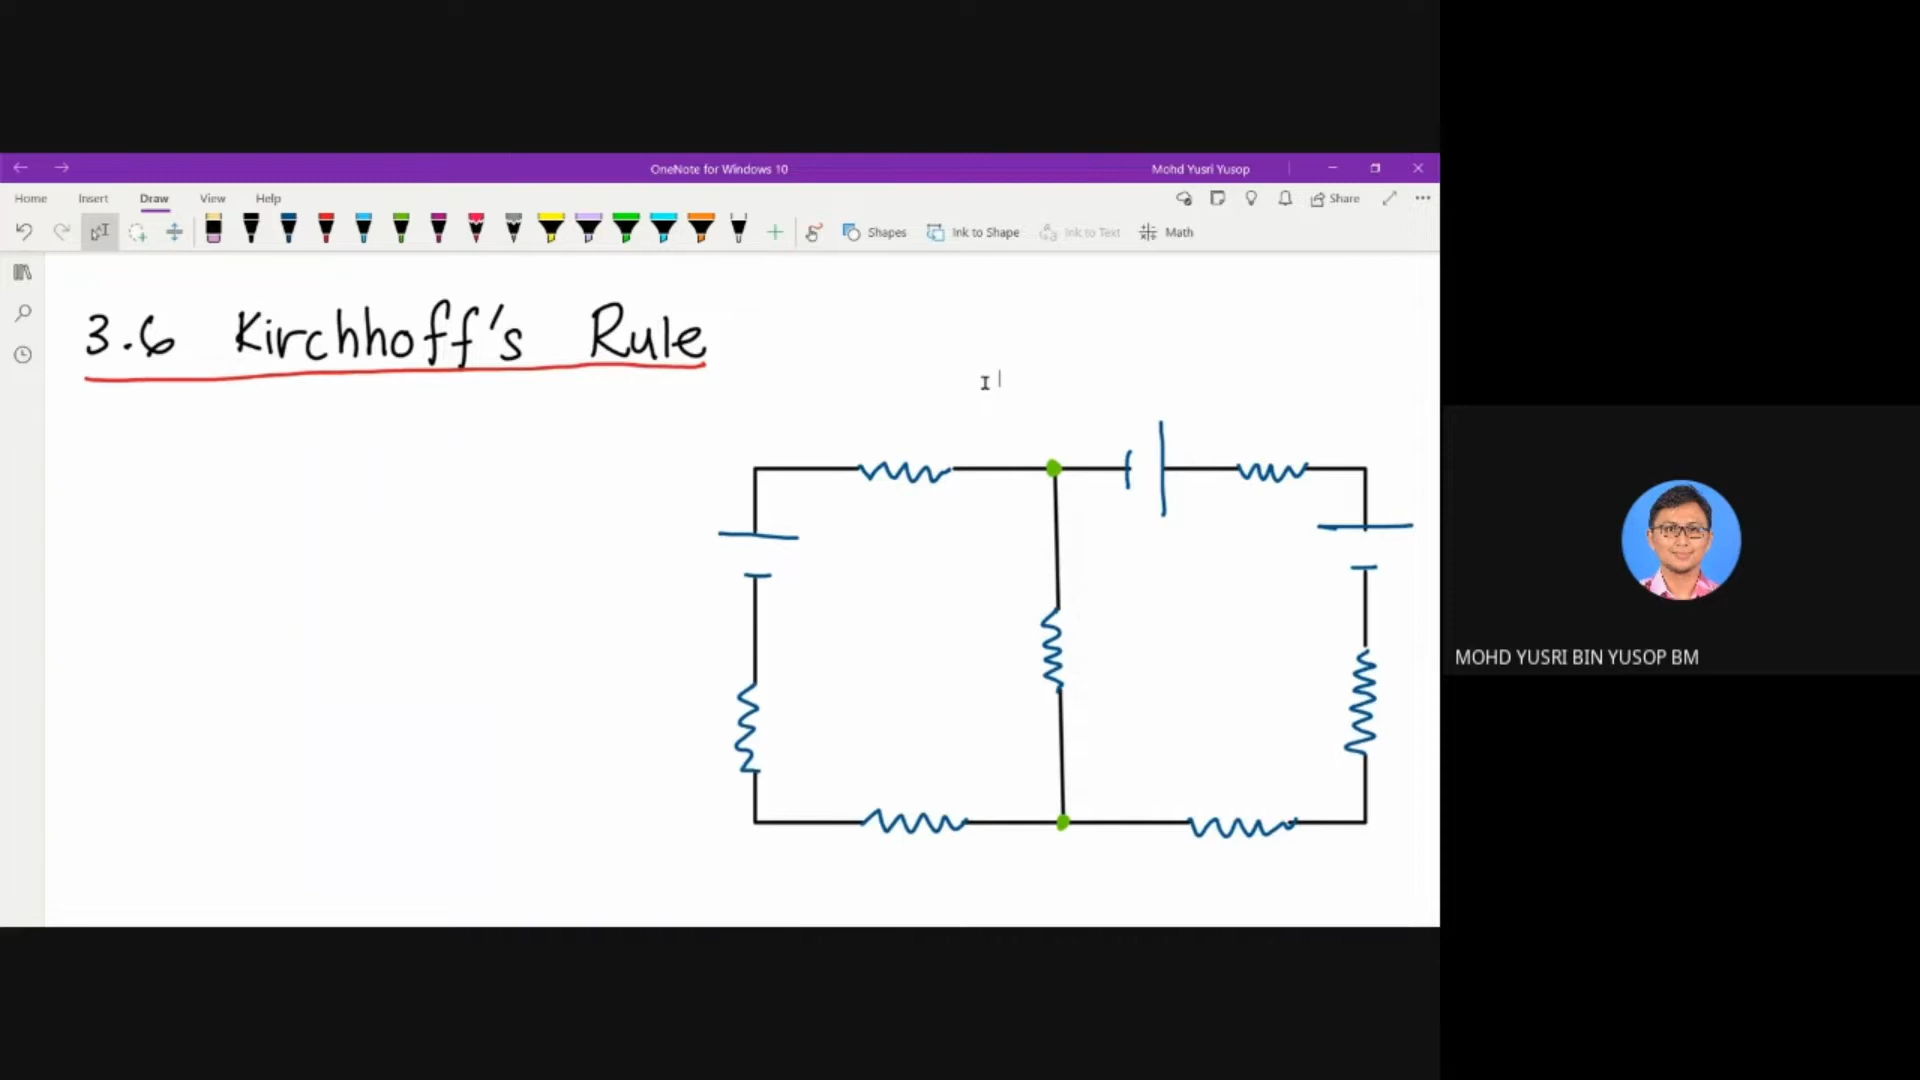 OneNote for Windows 10
Mohd Yusri Yusop
Home Insert Draw View Help
Share
Shapes Ink to Shape Ink to Text Math
3.6 Kirchhoff's Rule
MOHD YUSRI BIN YUSOP BM